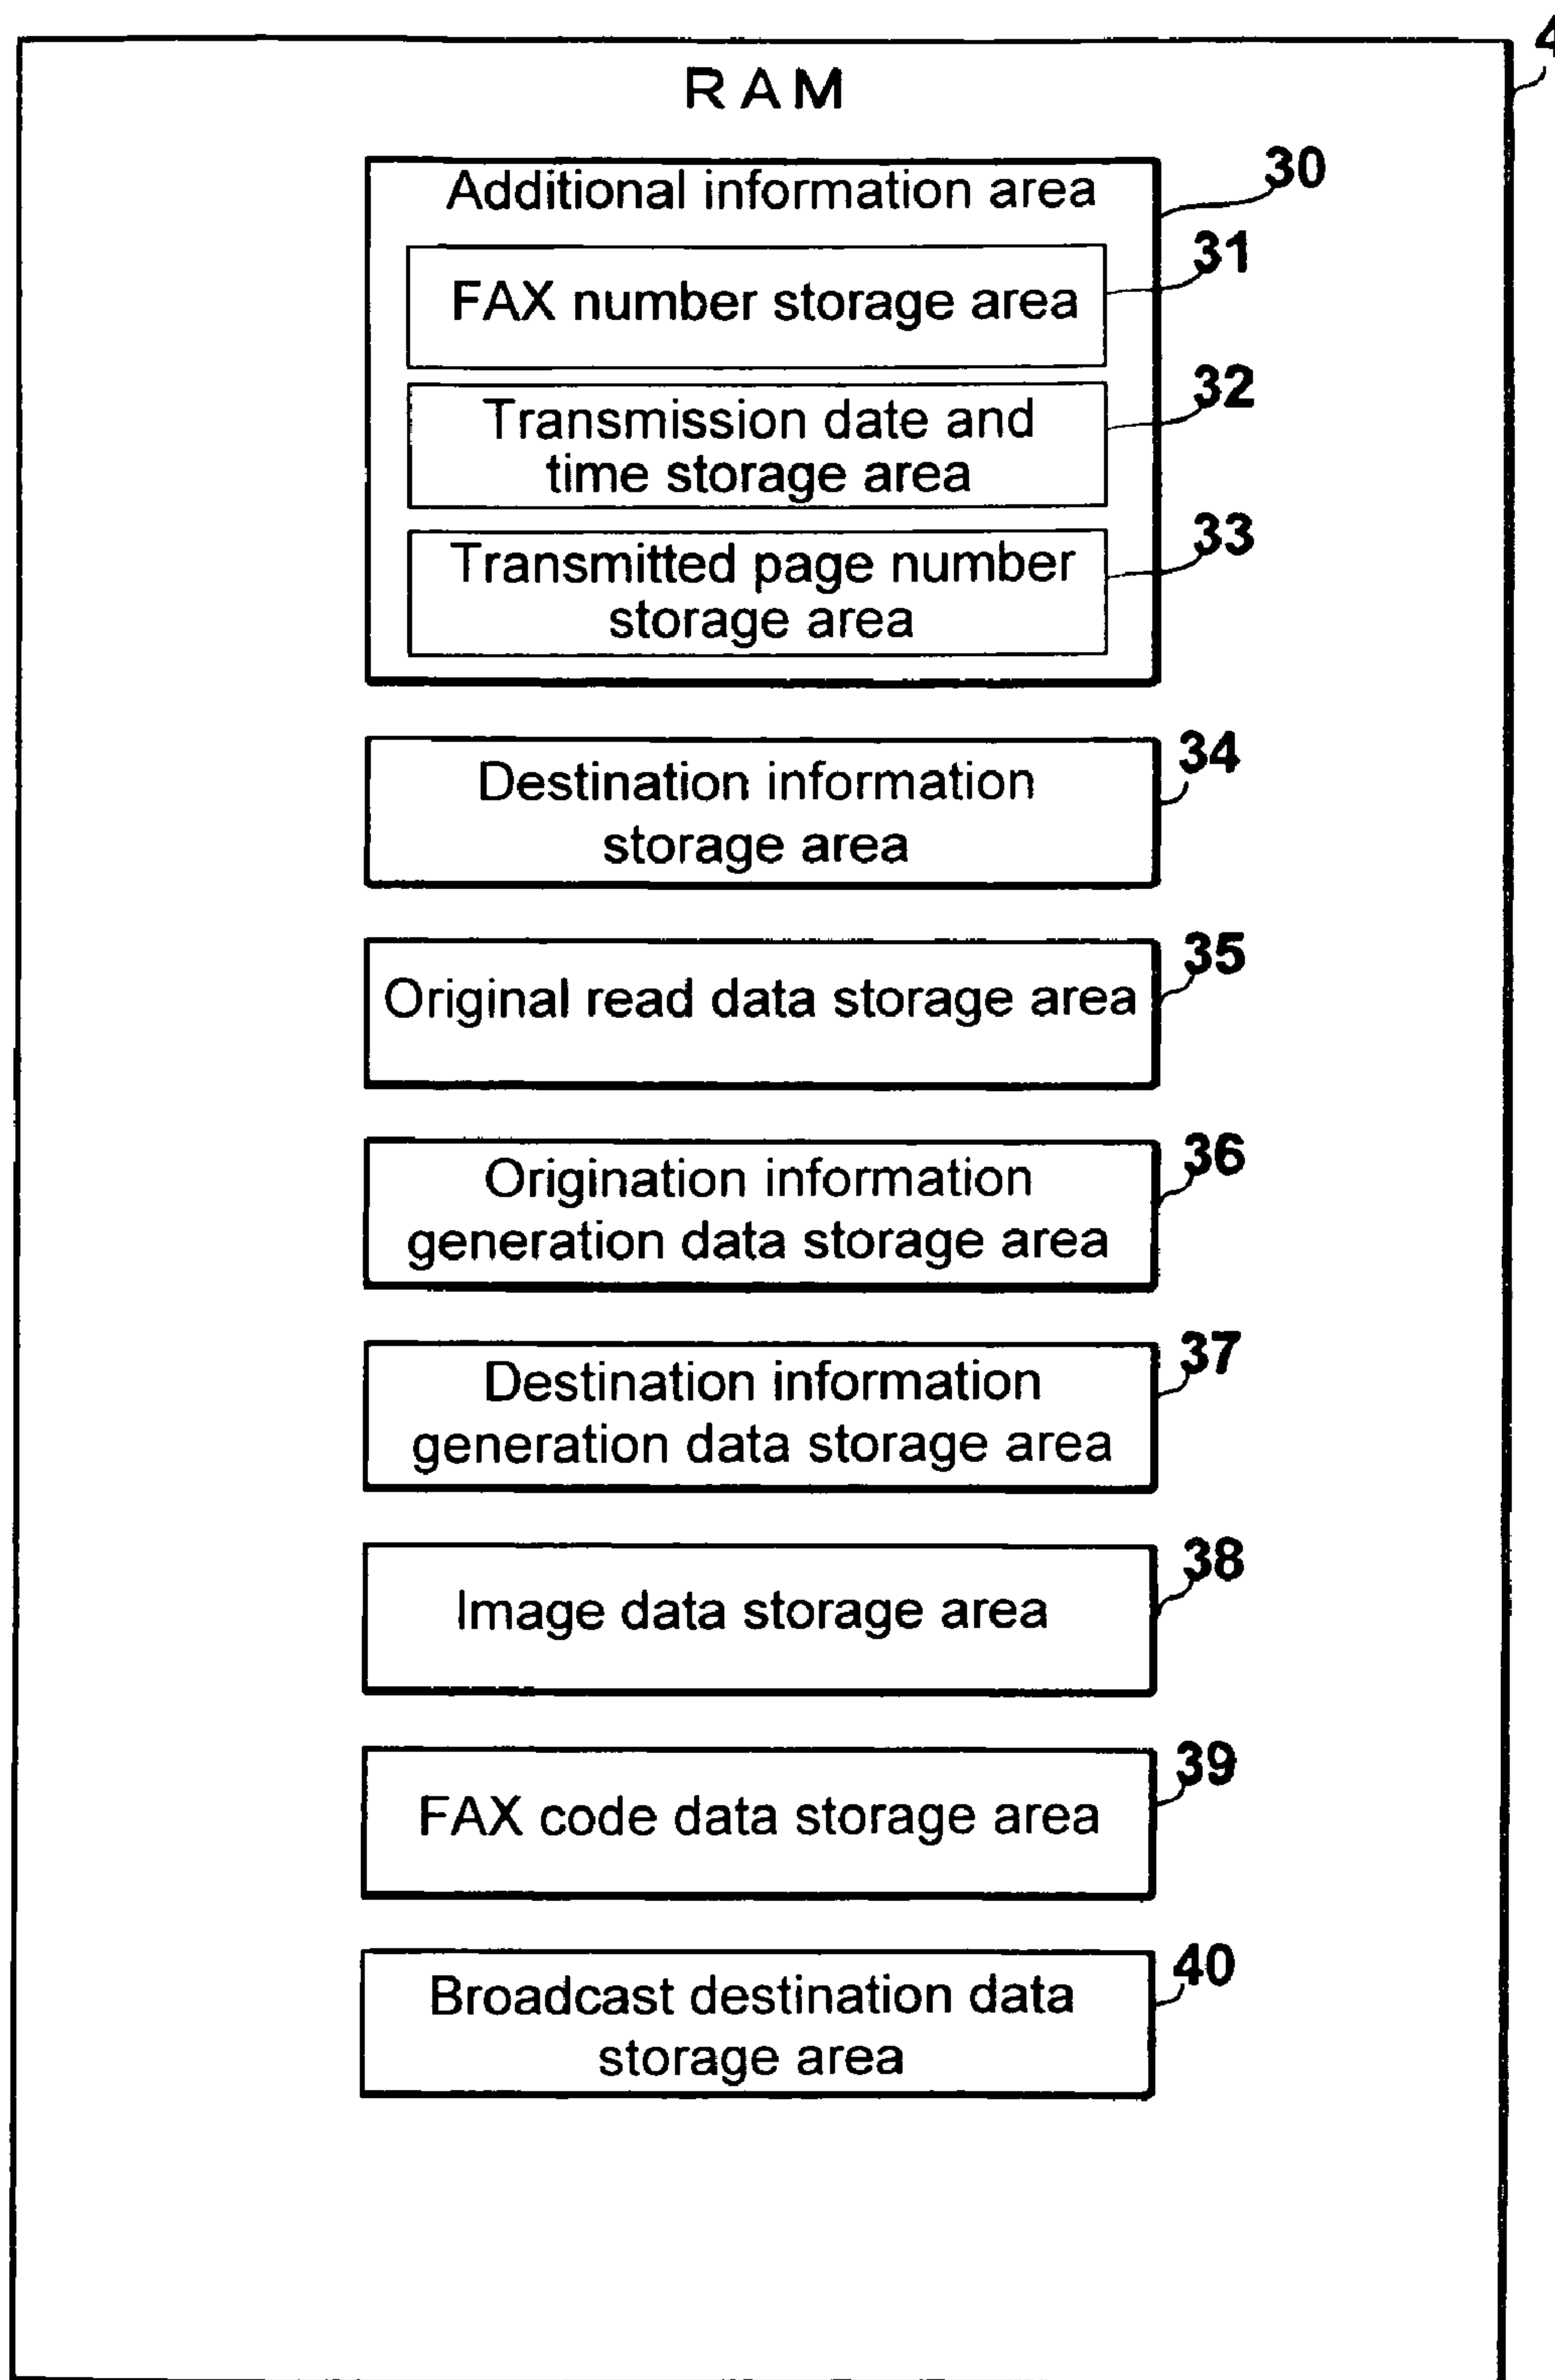 4
RAM
Additional information area
30
31
FAX number storage area
32
Transmission date and
time storage area
33
Transmitted page number
storage area
34
Destination information
storage area
35
Original read data storage area
36
Origination information
generation data storage area
37
Destination information
generation data storage area
38
Image data storage area
39
FAX code data storage area
40
Broadcast destination data
storage area